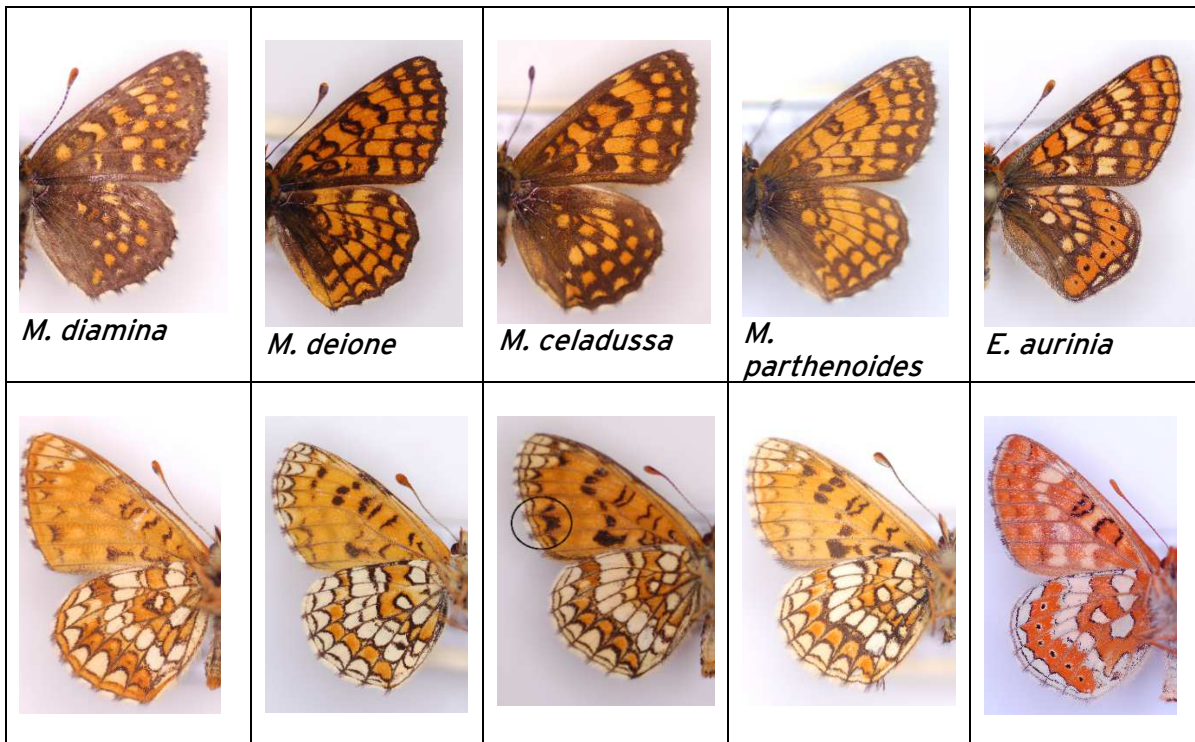 M. diamina
M. deione
M. celadussa
M.
parthenoides
E. aurinia